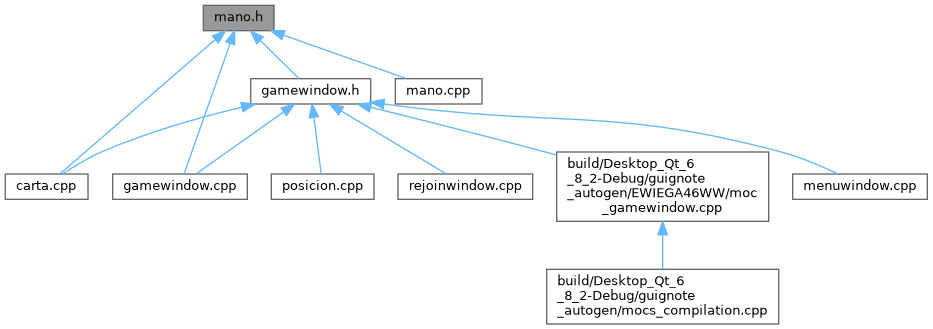 mano.h
gamewindow.h
mano.cpp
carta.cpp
gamewindow.cpp
posicion.cpp
rejoinwindow.cpp
build/Desktop_Qt_6
_8_2-Debug/guignote
_autogen/EWIEGA46WW/moc
_gamewindow.cpp
menuwindow.cpp
build/Desktop_Qt_6
_8_2-Debug/guignote
_autogen/mocs_compilation.cpp